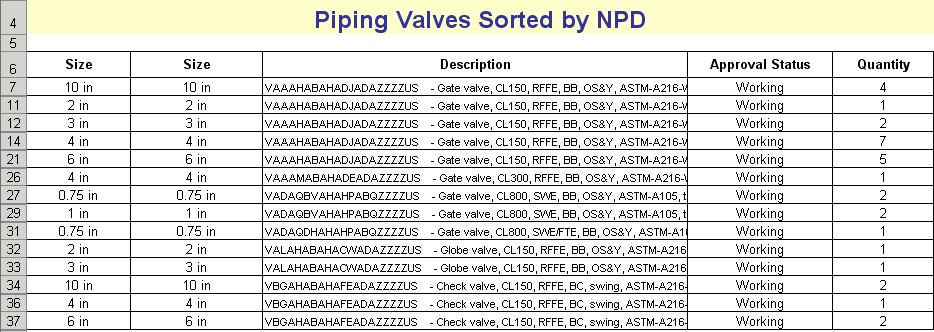 4 Piping Valves Sorted by NPD
5
6 Size Size Description Approval Status Quantity
7 10 in 10 in VAAAHABAHADJADAZZZZUS - Gate valve, CL150, RFFE, BB, OS&Y, ASTM-A216-W Working 4
11 2 in 2 in VAAAHABAHADJADAZZZZUS - Gate valve, CL150, RFFE, BB, OS&Y, ASTM-A216-W Working 1
12 3 in 3 in VAAAHABAHADJADAZZZZUS - Gate valve, CL150, RFFE, BB, OS&Y, ASTM-A216-W Working 2
14 4 in 4 in VAAAHABAHADJADAZZZZUS - Gate valve, CL150, RFFE, BB, OS&Y, ASTM-A216-W Working 7
21 6 in 6 in VAAAHABAHADJADAZZZZUS - Gate valve, CL150, RFFE, BB, OS&Y, ASTM-A216-W Working 5
26 4 in 4 in VAAAMABAHADEADAZZZZUS - Gate valve, CL300, RFFE, BB, OS&Y, ASTM-A216-W Working 1
27 0.75 in 0.75 in VADAQBVAHAHPABQZZZZUS - Gate valve, CL800, SWE, BB, OS&Y, ASTM-A105, t Working 2
29 1 in 1 in VADAQBVAHAHPABQZZZZUS - Gate valve, CL800, SWE, BB, OS&Y, ASTM-A105, t Working 2
31 0.75 in 0.75 in VADAQDHAHAHPABQZZZZUS - Gate valve, CL800, SWE/FTE, BB, OS&Y, ASTM-A1 Working 1
32 2 in 2 in VALAHABAHACWADAZZZZUS - Globe valve, CL150, RFFE, BB, OS&Y, ASTM-A216 Working 1
33 3 in 3 in VALAHABAHACWADAZZZZUS - Globe valve, CL150, RFFE, BB, OS&Y, ASTM-A216 Working 1
34 10 in 10 in VBGAHABAHAFEADAZZZZUS - Check valve, CL150, RFFE, BC, swing, ASTM-A216- Working 2
36 4 in 4 in VBGAHABAHAFEADAZZZZUS - Check valve, CL150, RFFE, BC, swing, ASTM-A216- Working 1
37 6 in 6 in VBGAHABAHAFEADAZZZZUS - Check valve, CL150, RFFE, BC, swing, ASTM-A216- Working 2